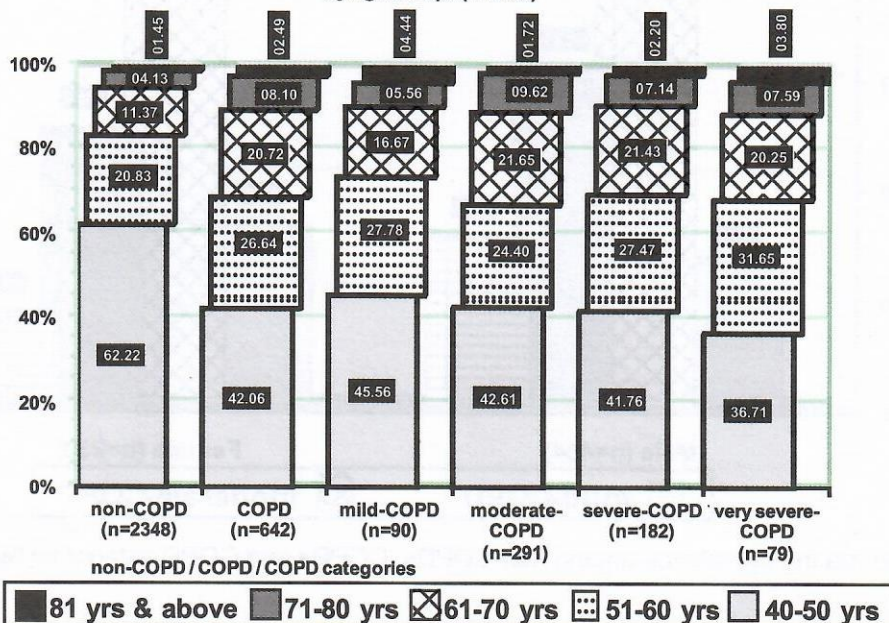 01.45 02.49 04.44 01.72 02.20 03.80
100%
04.13 08.10 05.56 09.62 07.14 07.59
11.37 20.72 16.67 21.65 21.43 20.25
80%
20.83 26.64 27.78 24.40 27.47 31.65
60%
40%
62.22 42.06 45.56 42.61 41.76 36.71
20%
0%
non-COPD COPD mild-COPD moderate- severe-COPD very severe-
(n=2348) (n=642) (n=90) COPD (n=182) COPD
(n=291) (n=79)
non-COPD / COPD / COPD categories
81 yrs & above 71-80 yrs 61-70 yrs 51-60 yrs 40-50 yrs